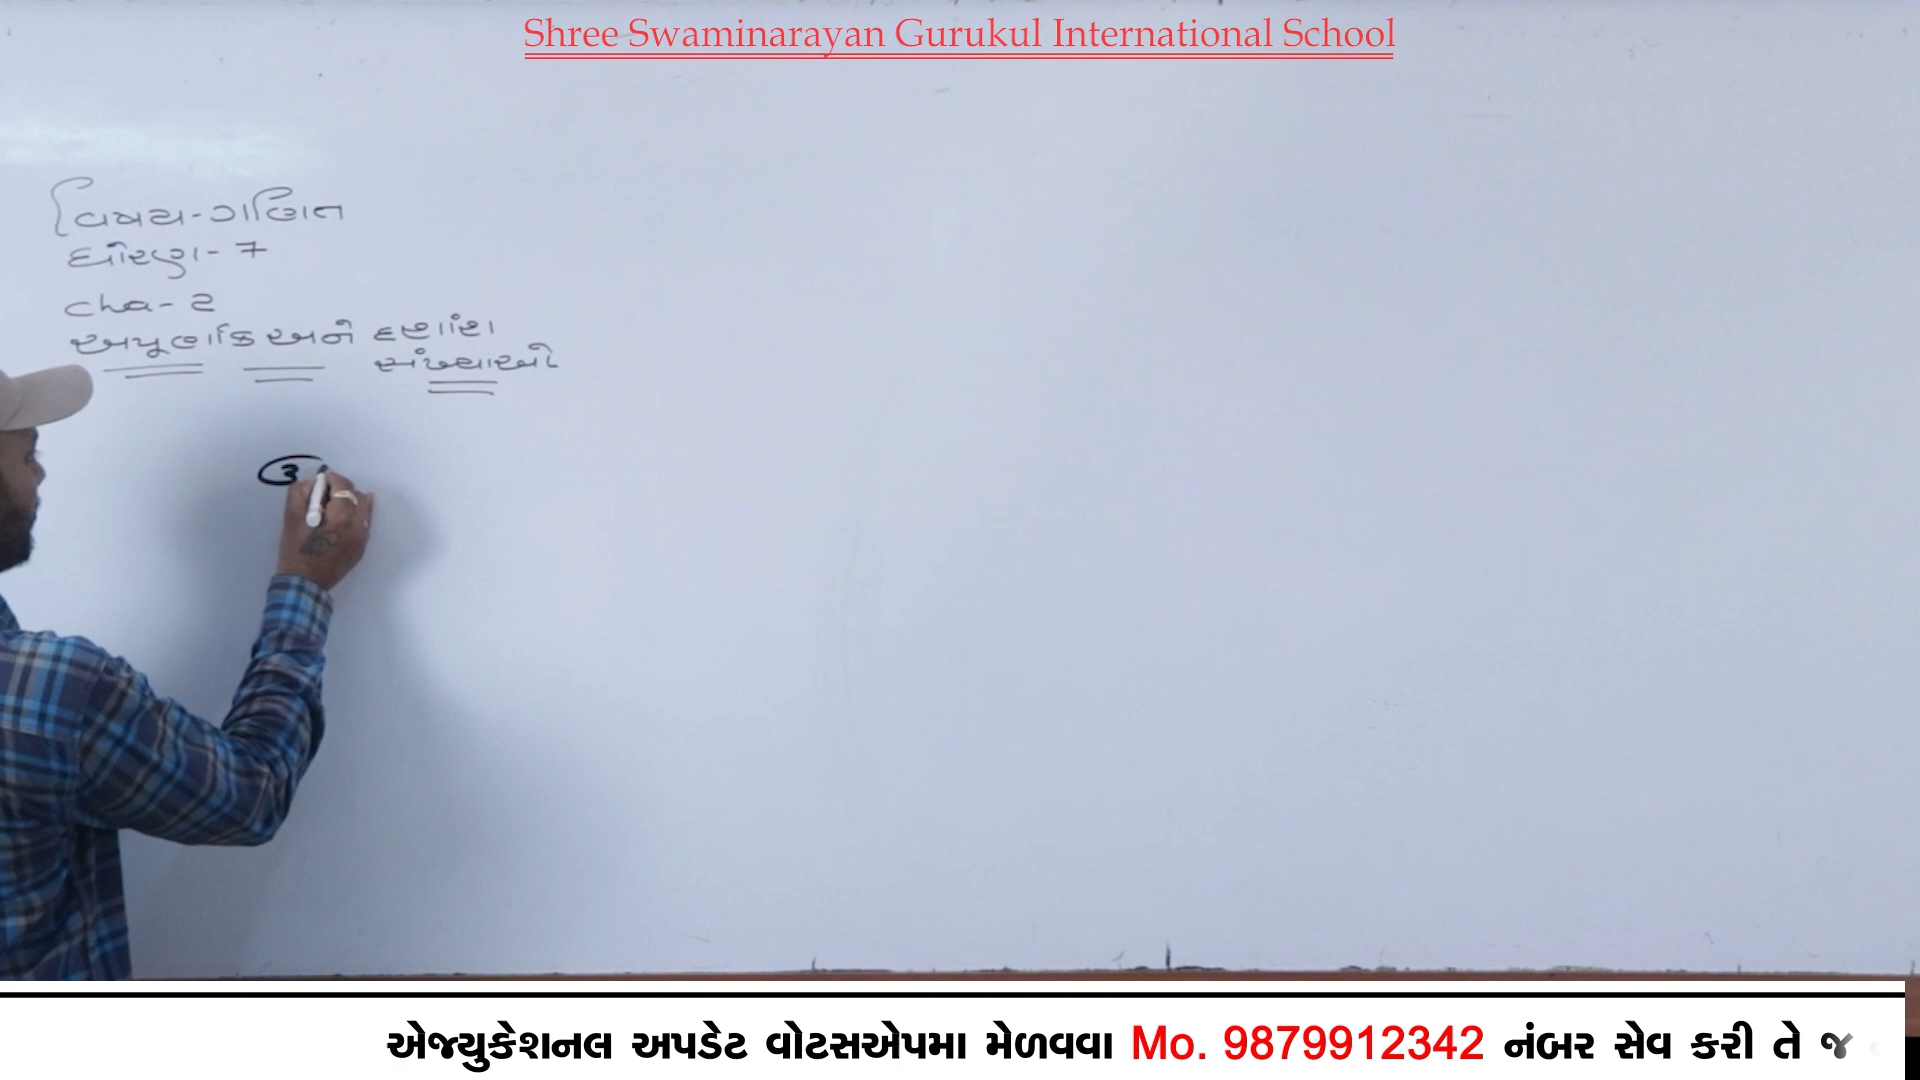 Shree Swaminarayan Gurukul International School
વિષય-ગણિત
ધોરણ-7
cha-2
અપૂર્ણાંક અને દશાંશ
સંખ્યાઓ
૩
એજ્યુકેશનલ અપડેટ વોટસએપમા મેળવવા Mo. 9879912342 નંબર સેવ કરી તે જ